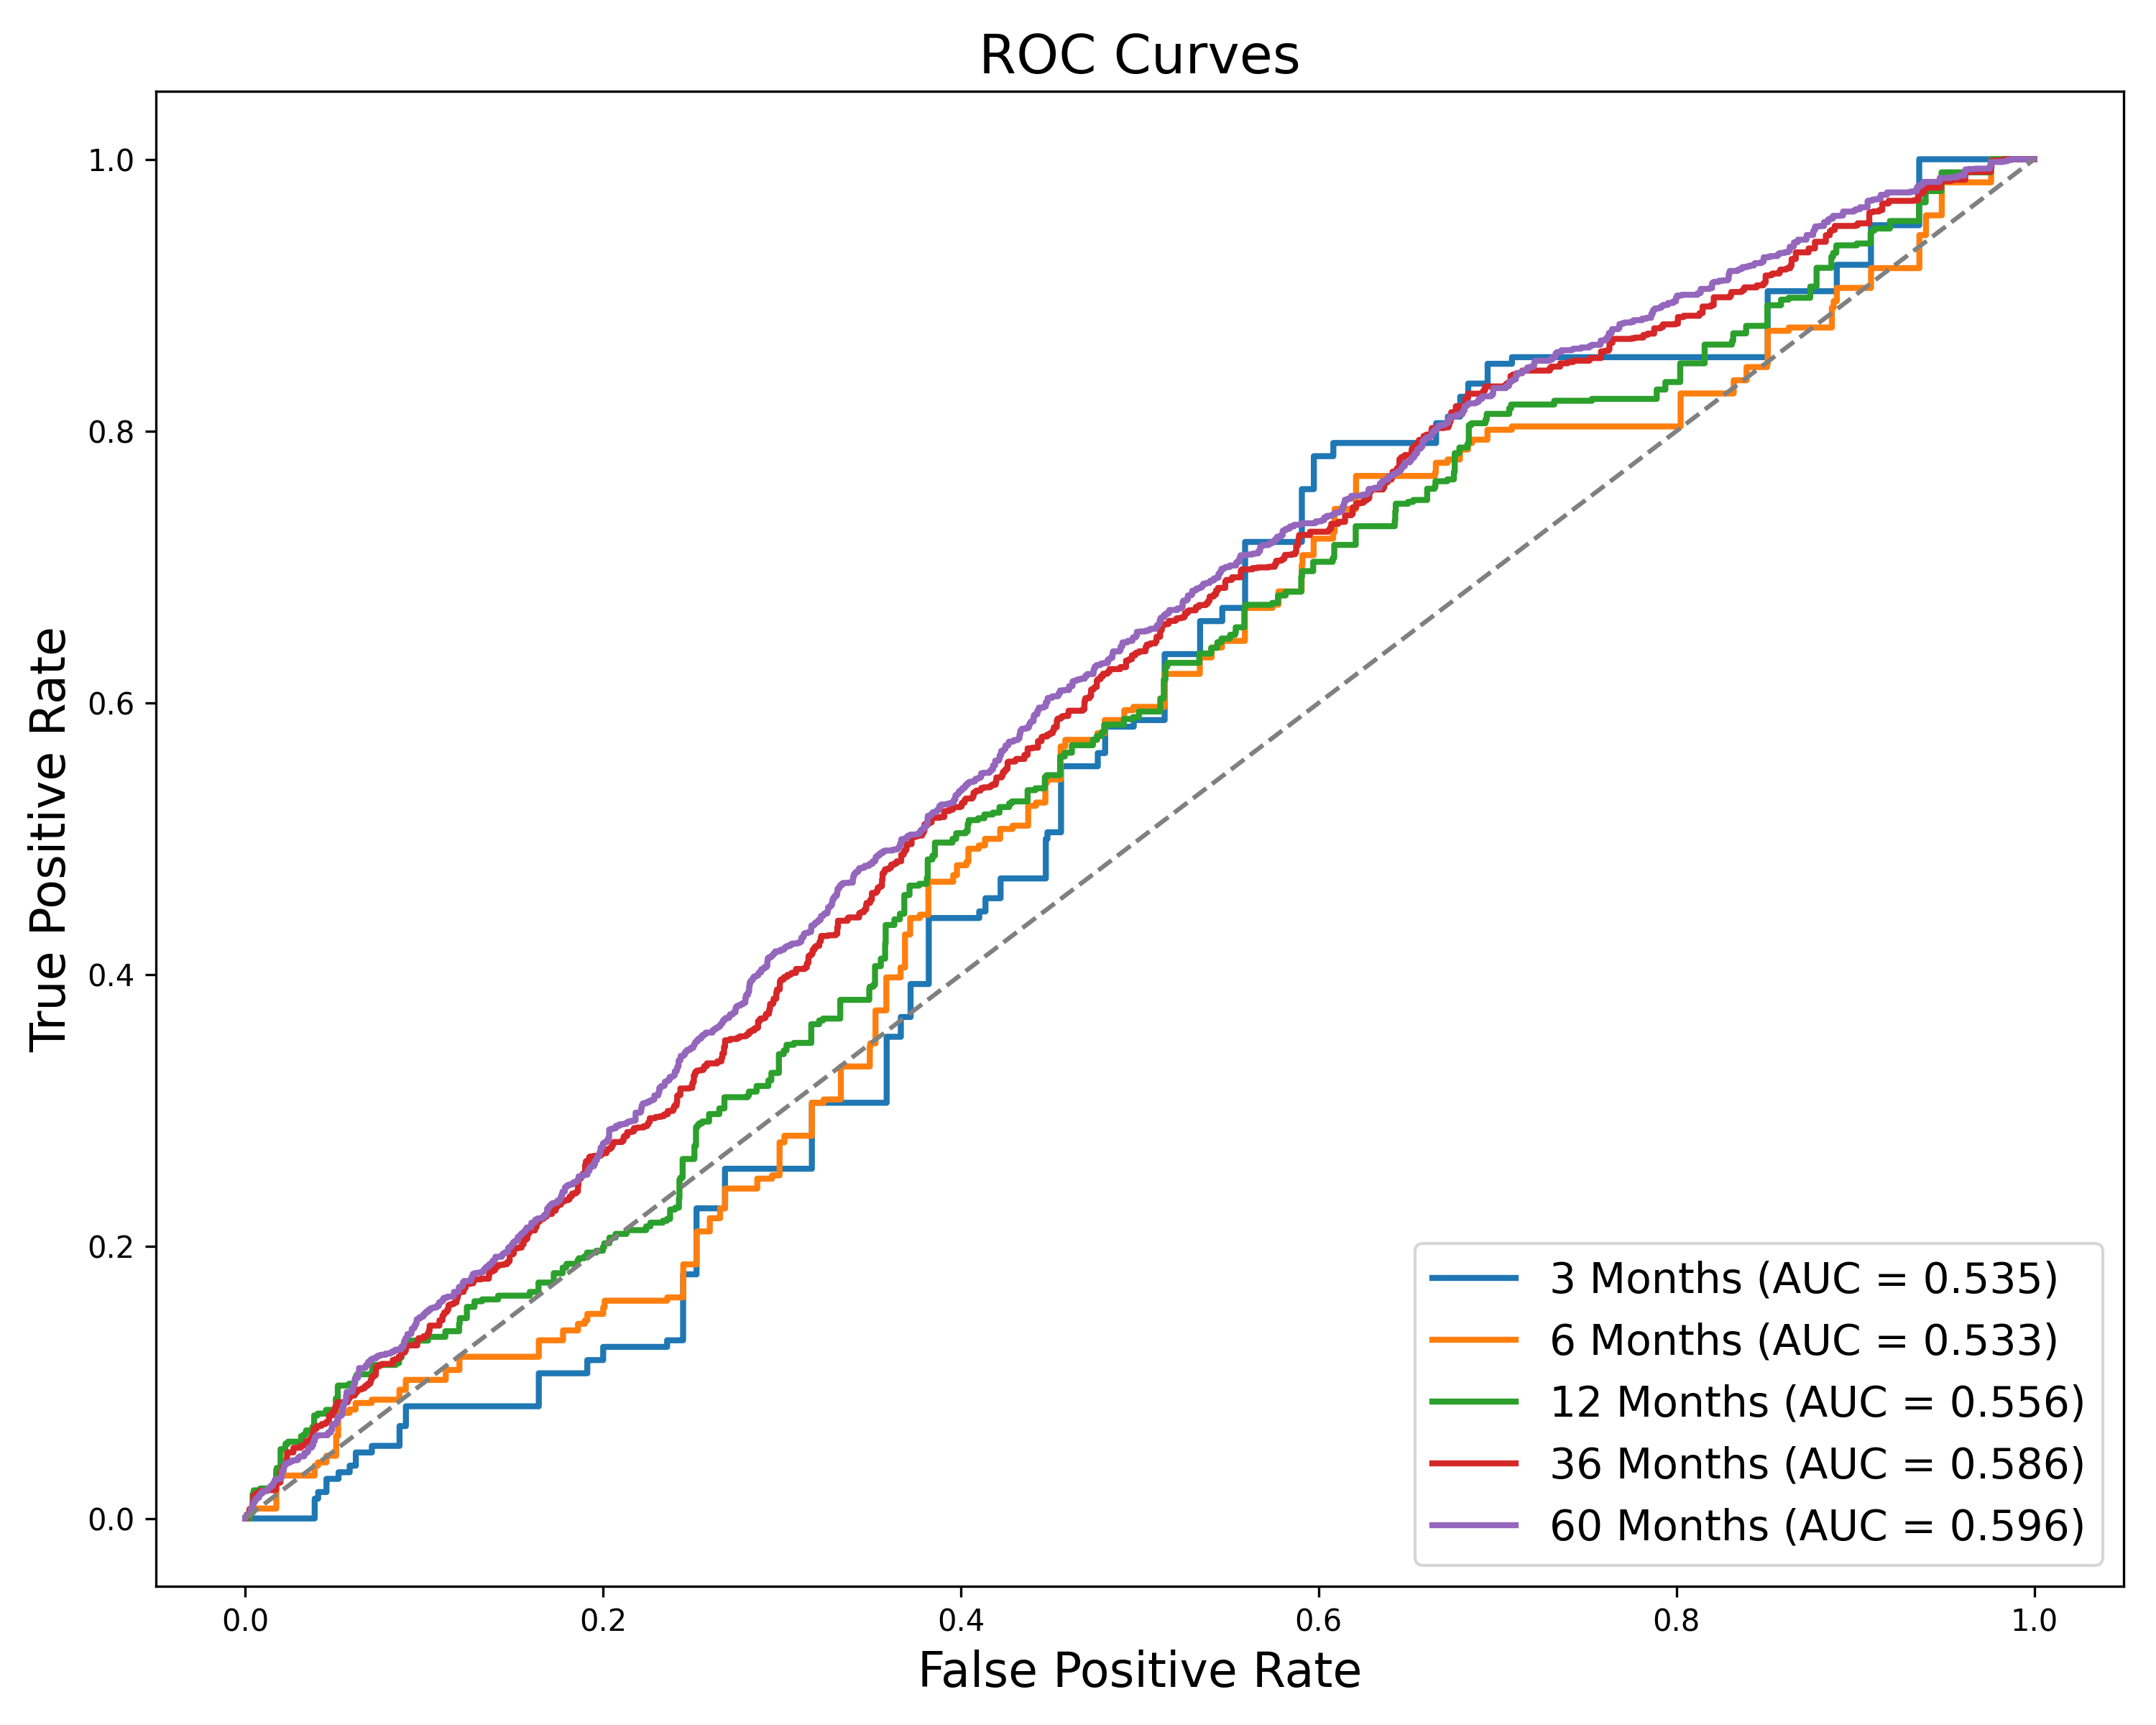 ROC Curves
True Positive Rate
1.0
0.8
0.6
0.4
0.2
0.0
0.0 0.2 0.4 0.6 0.8 1.0
False Positive Rate
3 Months (AUC = 0.535)
6 Months (AUC = 0.533)
12 Months (AUC = 0.556)
36 Months (AUC = 0.586)
60 Months (AUC = 0.596)